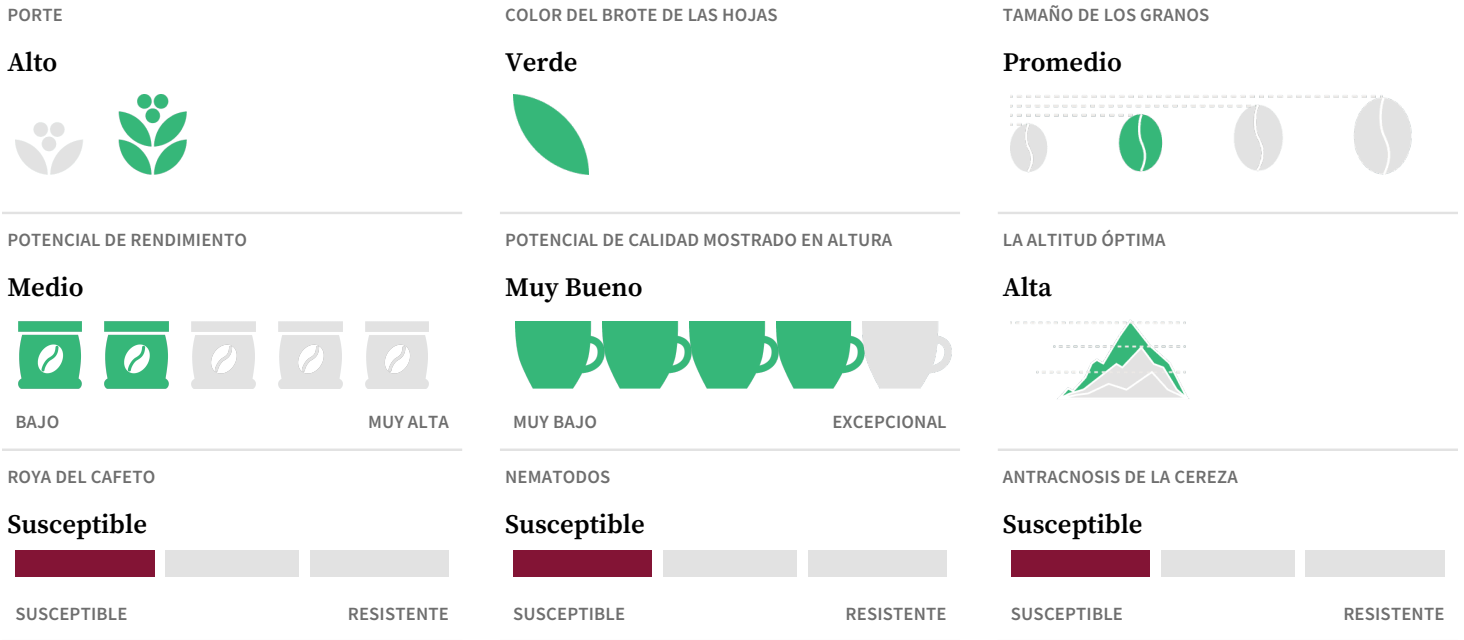 PORTE
Alto
COLOR DEL BROTE DE LAS HOJAS
Verde
TAMAÑO DE LOS GRANOS
Promedio
POTENCIAL DE RENDIMIENTO
Medio
BAJO
MUY ALTA
POTENCIAL DE CALIDAD MOSTRADO EN ALTURA
Muy Bueno
MUY BAJO
EXCEPCIONAL
LA ALTITUD ÓPTIMA
Alta
ROYA DEL CAFETO
Susceptible
SUSCEPTIBLE
RESISTENTE
NEMATODOS
Susceptible
SUSCEPTIBLE
RESISTENTE
ANTRACNOSIS DE LA CEREZA
Susceptible
SUSCEPTIBLE
RESISTENTE